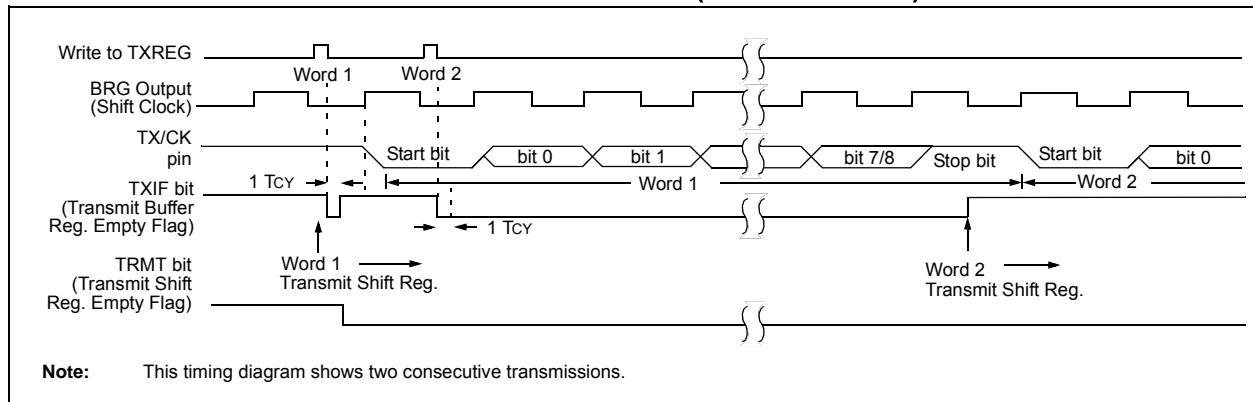 Write to TXREG
Word 1
Word 2
BRG Output
(Shift Clock)
TX/CK
pin
Start bit
bit 0
bit 1
bit 7/8
Stop bit
Start bit
bit 0
Word 1
Word 2
1 TCY
TXIF bit
(Transmit Buffer
Reg. Empty Flag)
1 TCY
Word 1
Transmit Shift Reg.
Word 2
Transmit Shift Reg.
TRMT bit
(Transmit Shift
Reg. Empty Flag)
Note: This timing diagram shows two consecutive transmissions.